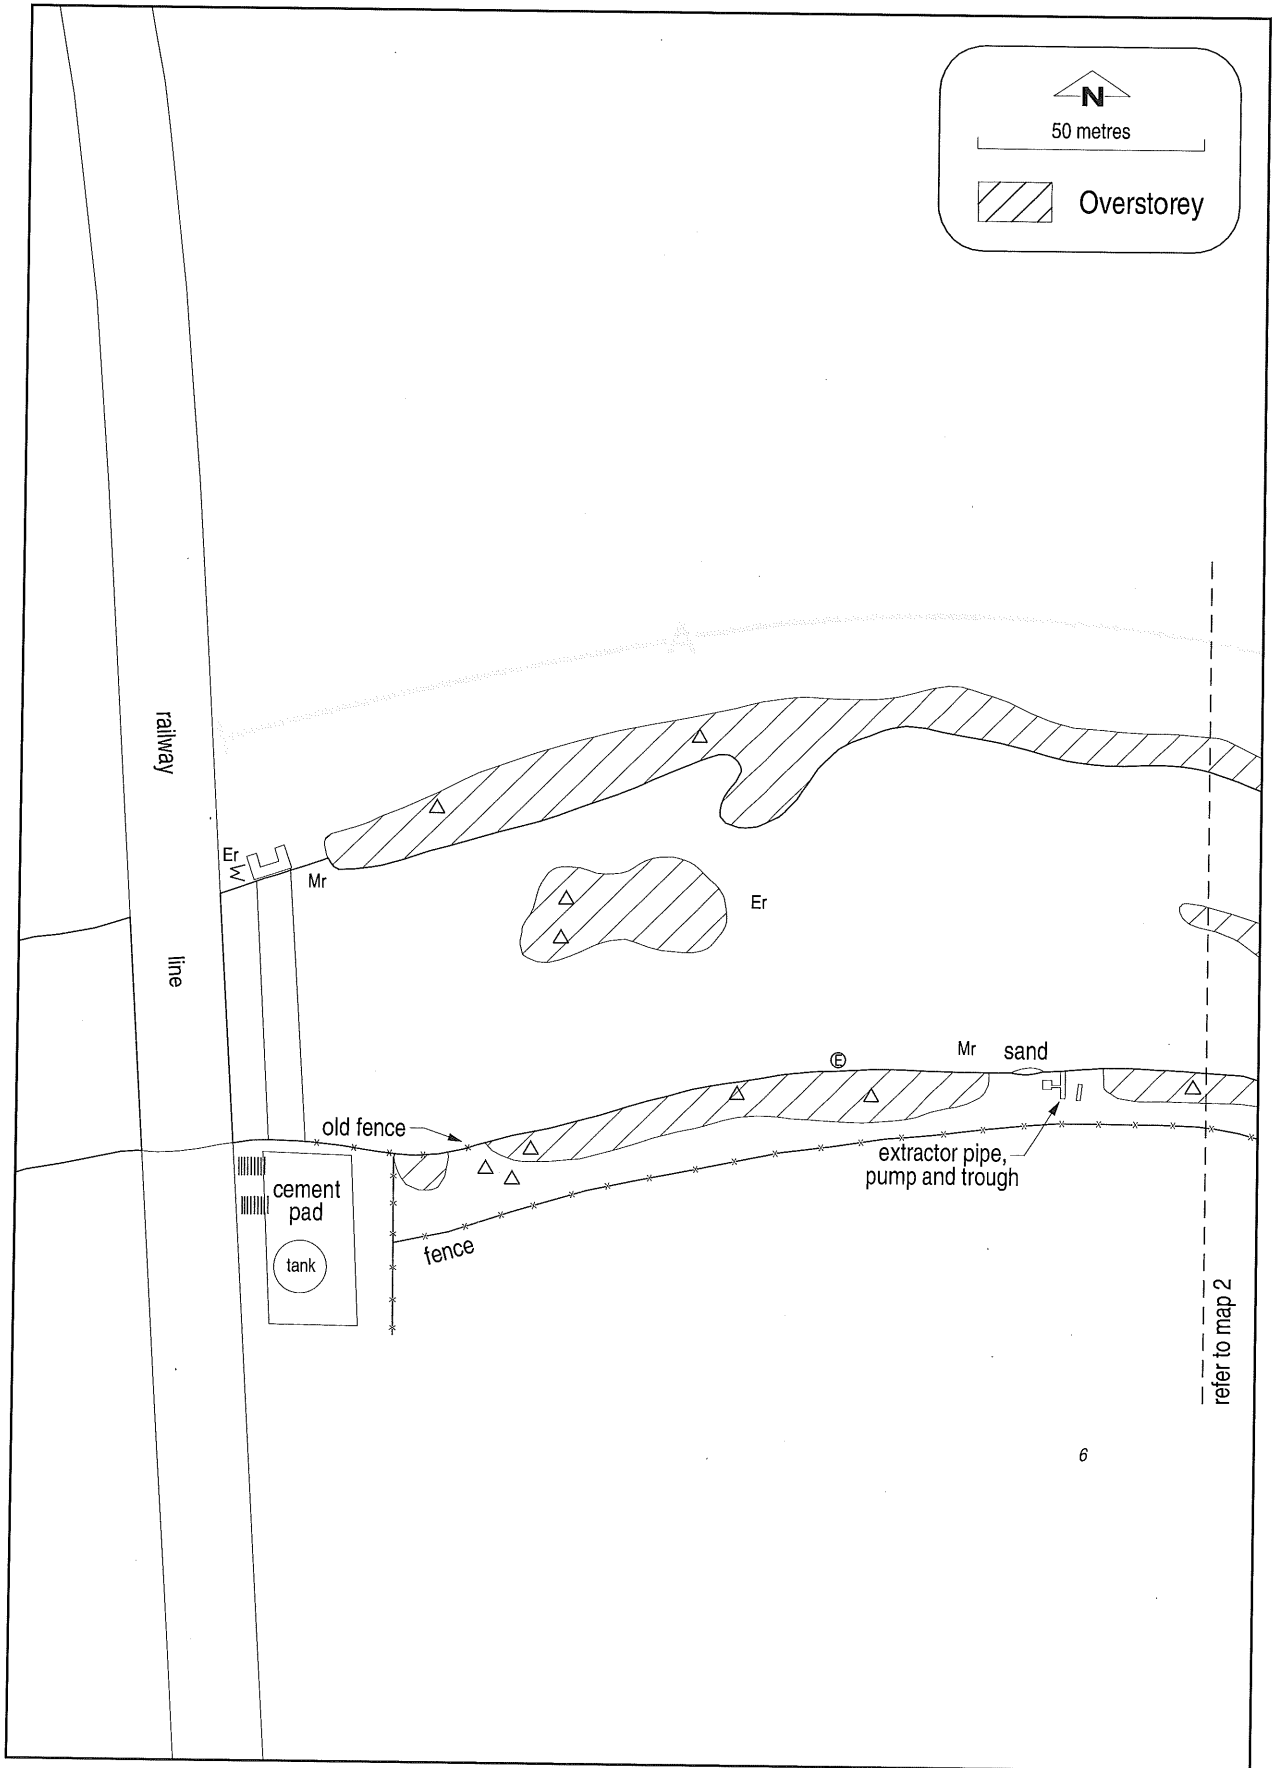 N
50 metres
Overstorey
A
railway
line
Er
W
Mr
Er
E
Mr
sand
old fence
extractor pipe,
pump and trough
cement
pad
tank
fence
refer to map 2
6